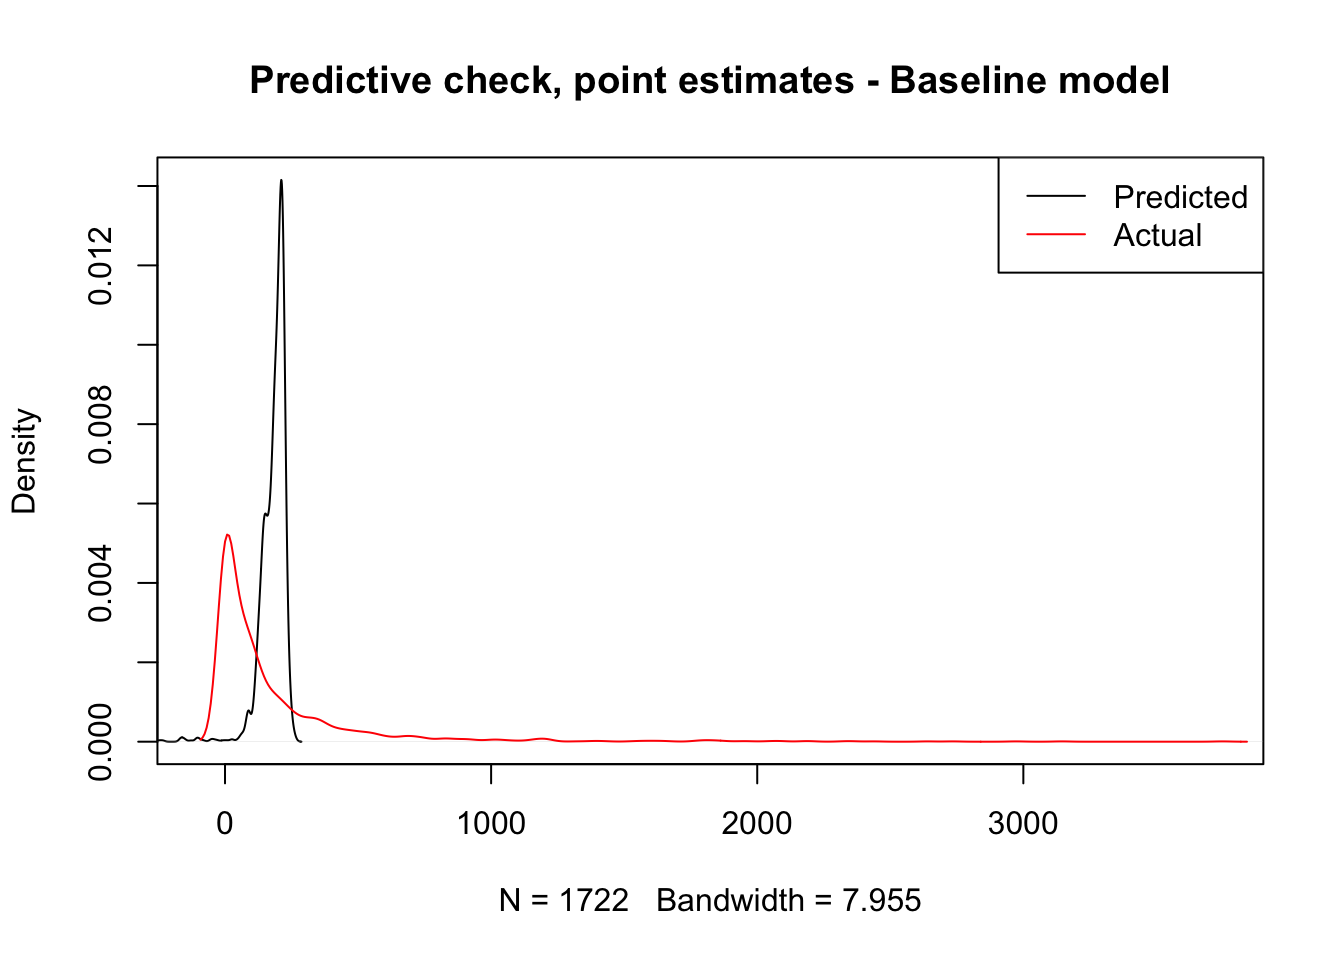 Predictive check, point estimates - Baseline model
Predicted
Actual
Density
0.012
0.008
0.004
0.000
0 1000 2000 3000
N = 1722 Bandwidth = 7.955